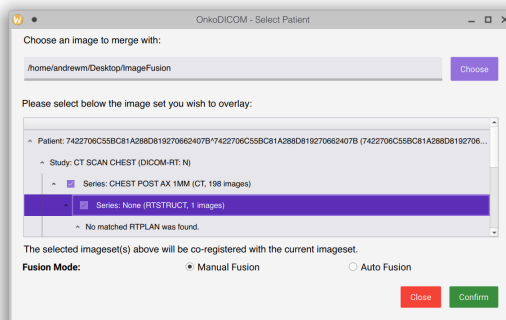 OnkoDICOM - Select Patient
Choose an image to merge with:
/home/andrewm/Desktop/ImageFusion
Choose
Please select below the image set you wish to overlay:
Patient: 7422706C55BC81A288D819270662407B^7422706C55BC81A288D819270662407B (7422706C55BC81A288D8192706...
Study: CT SCAN CHEST (DICOM-RT: N)
Series: CHEST POST AX 1MM (CT, 198 images)
Series: None (RTSTRUCT, 1 images)
No matched RTPLAN was found.
The selected imageset(s) above will be co-registered with the current imageset.
Fusion Mode:
Manual Fusion
Auto Fusion
Close
Confirm